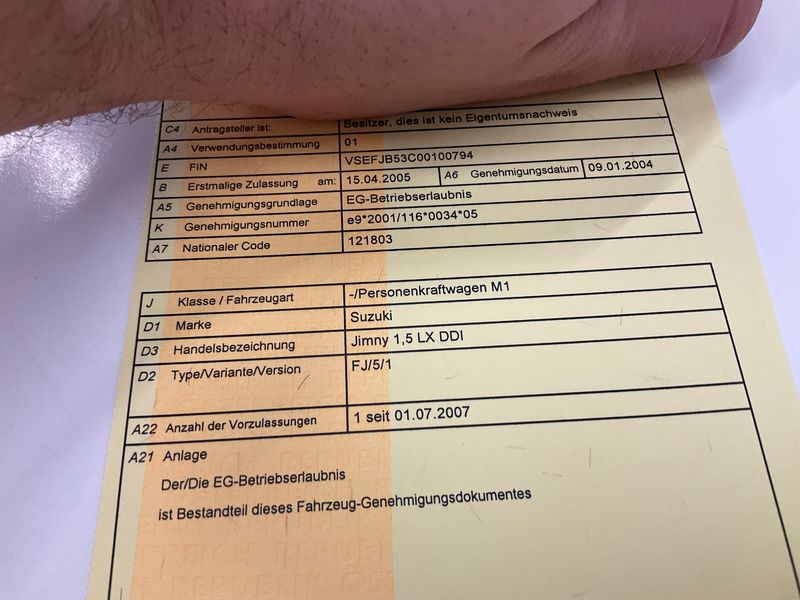 C4 Antragsteller ist: Besitzer, dies ist kein Eigentumsnachweis
A4 Verwendungsbestimmung 01
E FIN VSEFJB53C00100794
B Erstmalige Zulassung am: 15.04.2005 A6 Genehmigungsdatum 09.01.2004
A5 Genehmigungsgrundlage EG-Betriebserlaubnis
K Genehmigungsnummer e9*2001/116*0034*05
A7 Nationaler Code 121803
J Klasse / Fahrzeugart -/Personenkraftwagen M1
D1 Marke Suzuki
D3 Handelsbezeichnung Jimny 1,5 LX DDI
D2 Type/Variante/Version FJ/5/1
A22 Anzahl der Vorzulassungen 1 seit 01.07.2007
A21 Anlage
Der/Die EG-Betriebserlaubnis
ist Bestandteil dieses Fahrzeug-Genehmigungsdokumentes